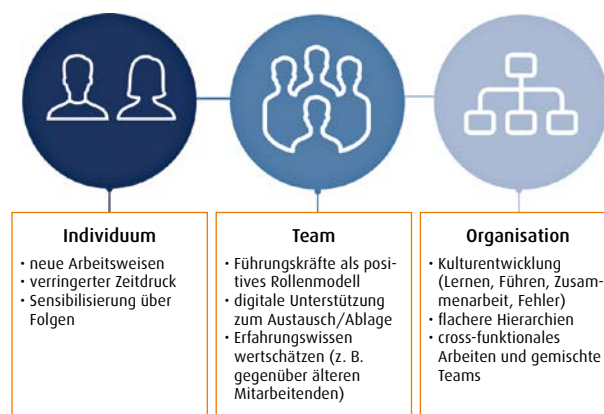 Individuum
· neue Arbeitsweisen
· verringerter Zeitdruck
· Sensibilisierung über
Folgen
Team
· Führungskräfte als posi-
tives Rollenmodell
· digitale Unterstützung
zum Austausch/Ablage
· Erfahrungswissen
wertschätzen (z. B.
gegenüber älteren
Mitarbeitenden)
Organisation
· Kulturentwicklung
(Lernen, Führen, Zusam-
menarbeit, Fehler)
· flachere Hierarchien
· cross-funktionales
Arbeiten und gemischte
Teams